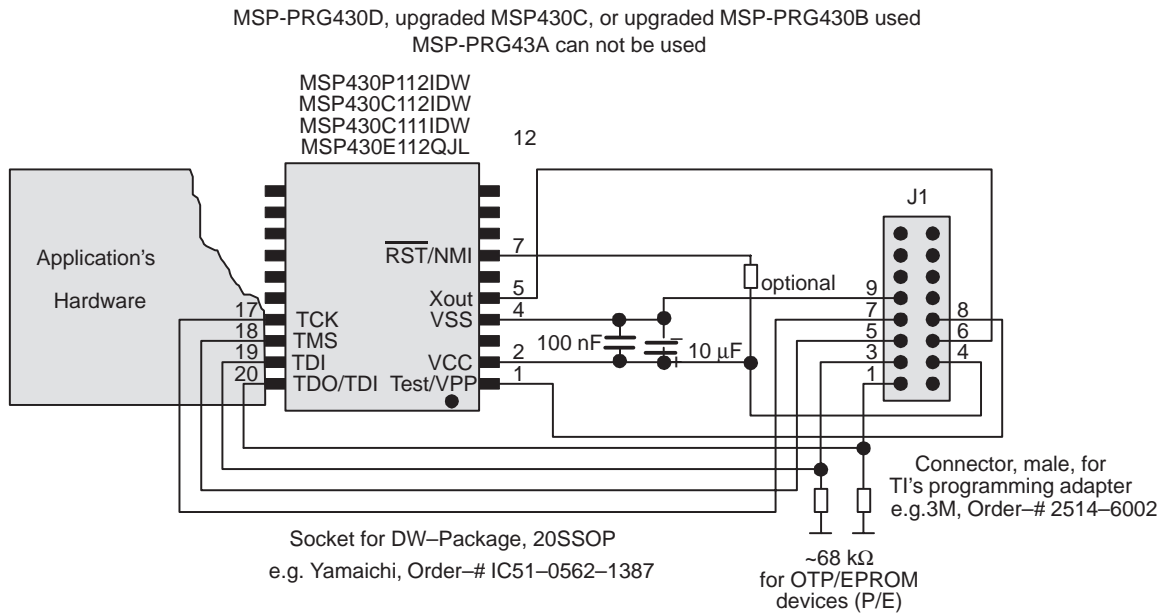 MSP-PRG430D, upgraded MSP430C, or upgraded MSP-PRG430B used
MSP-PRG43A can not be used
MSP430P112IDW
MSP430C112IDW
MSP430C111IDW
MSP430E112QJL
12
J1
Application's
Hardware
RST/NMI
7
optional
Xout
5
9
17
TCK
VSS
4
7
8
18
TMS
100 nF
10 µF
5
6
19
TDI
VCC
2
3
4
20
TDO/TDI
Test/VPP
1
1
–
+
Connector, male, for
TI's programming adapter
e.g.3M, Order–# 2514–6002
Socket for DW–Package, 20SSOP
e.g. Yamaichi, Order–# IC51–0562–1387
~68 kΩ
for OTP/EPROM
devices (P/E)